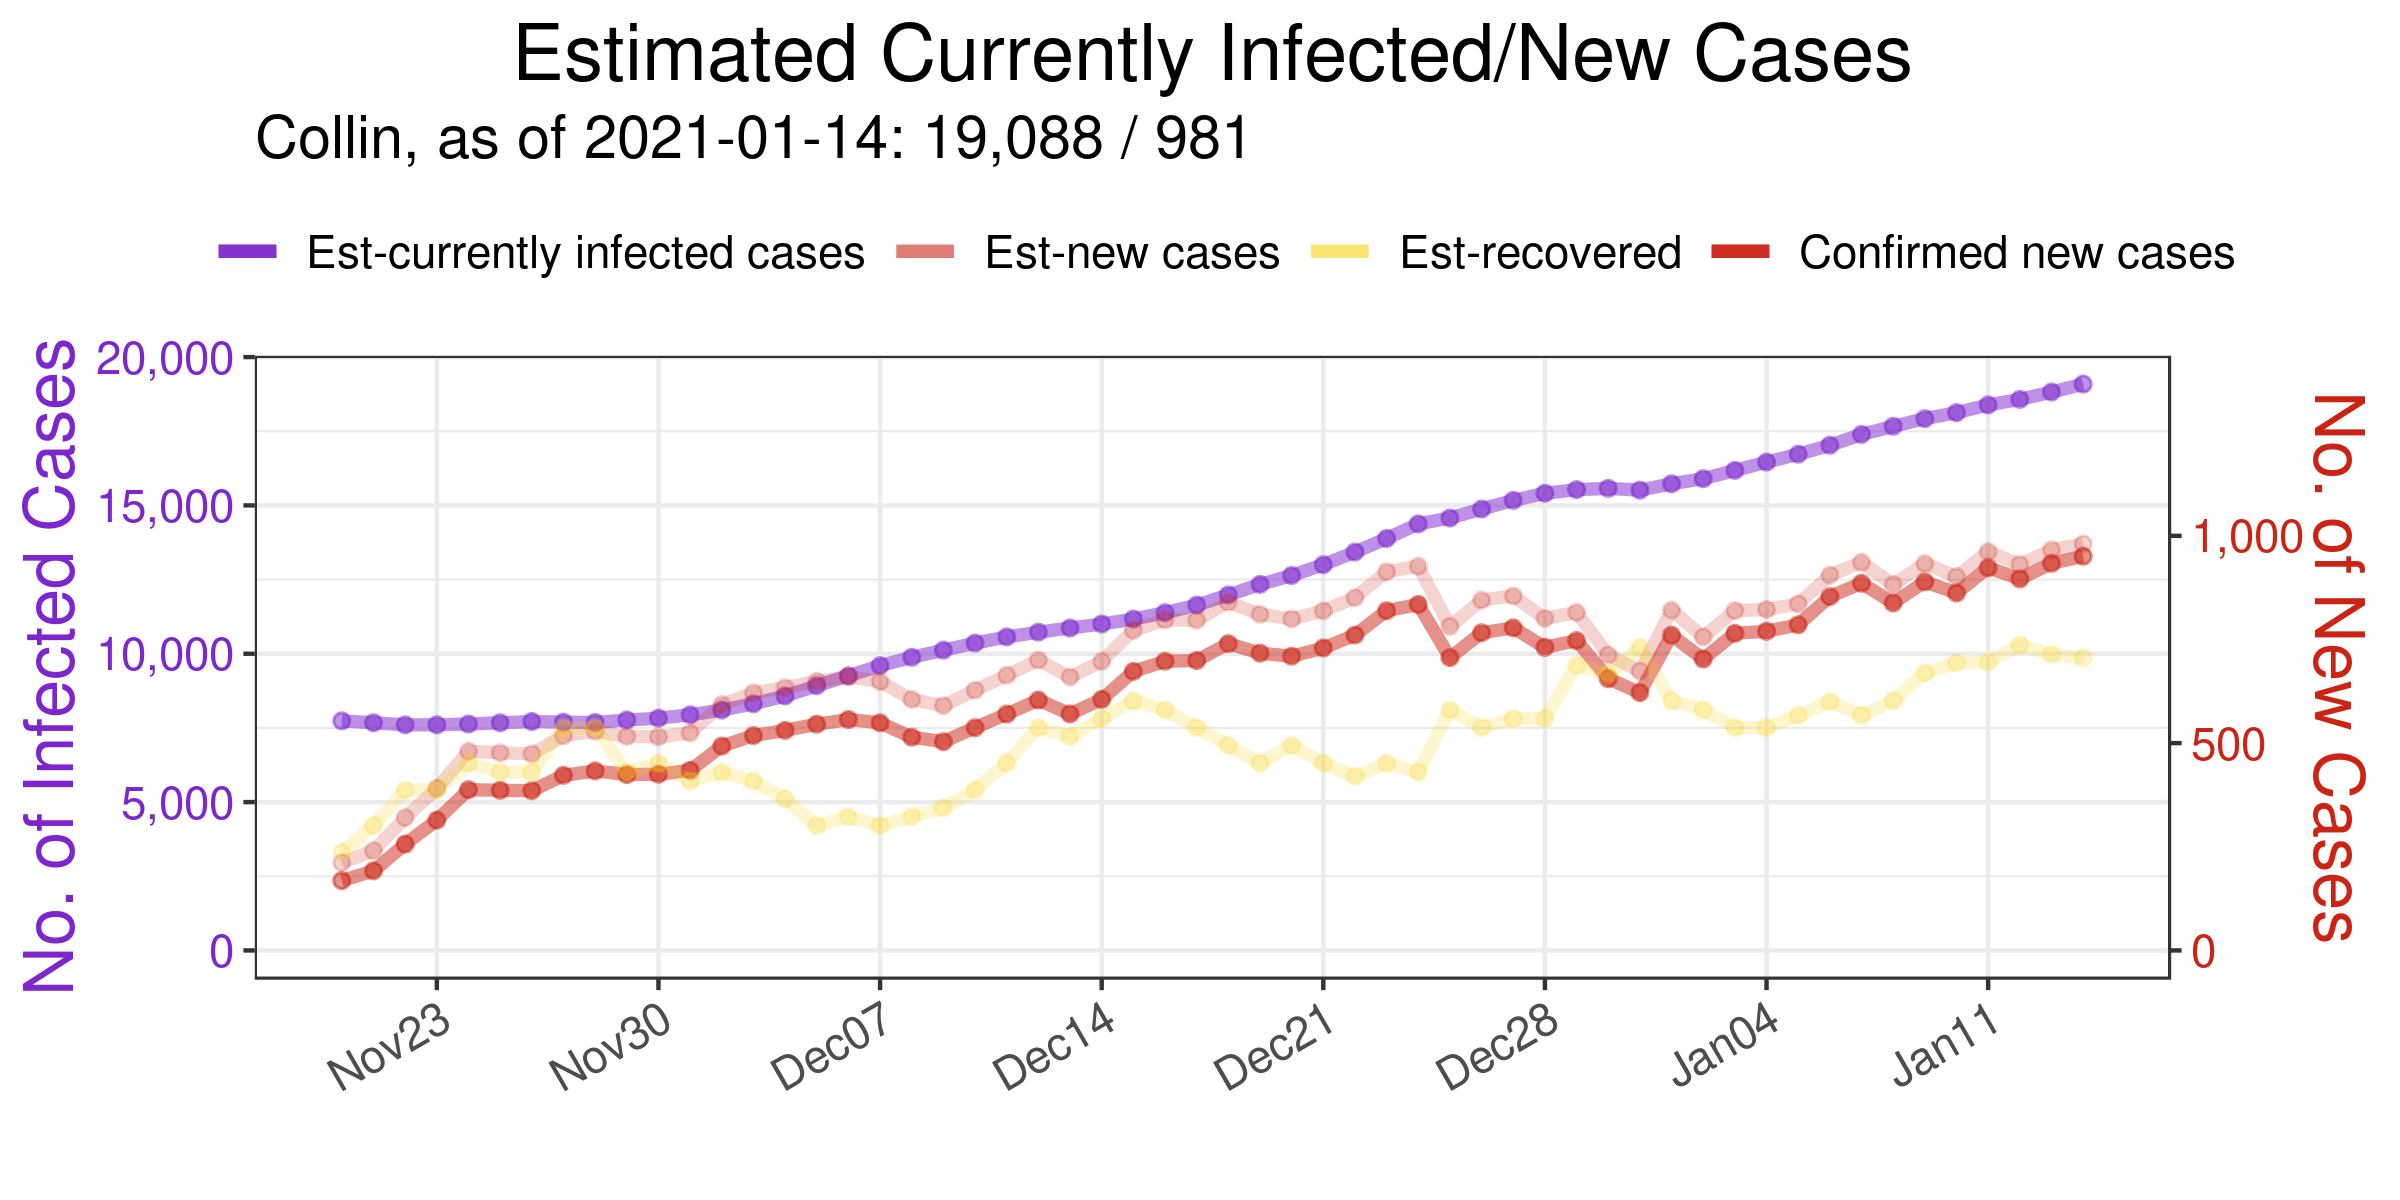 Estimated Currently Infected/New Cases
Collin, as of 2021-01-14: 19,088 / 981
Est-currently infected cases Est-new cases Est-recovered Confirmed new cases
No. of Infected Cases
20,000
15,000
10,000
5,000
0
1,000
500
0
No. of New Cases
Nov23 Nov30 Dec07 Dec14 Dec21 Dec28 Jan04 Jan11